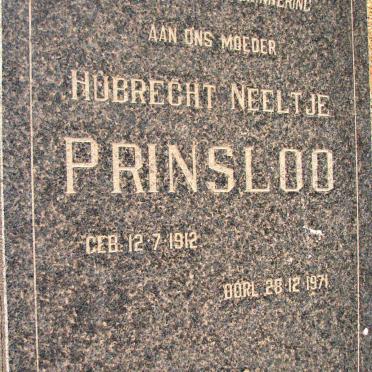 AAN ONS MOEDER
HUBRECHT NEELTJE
PRINSLOO
GEB. 12·7·1912
OORL. 28·12·1971